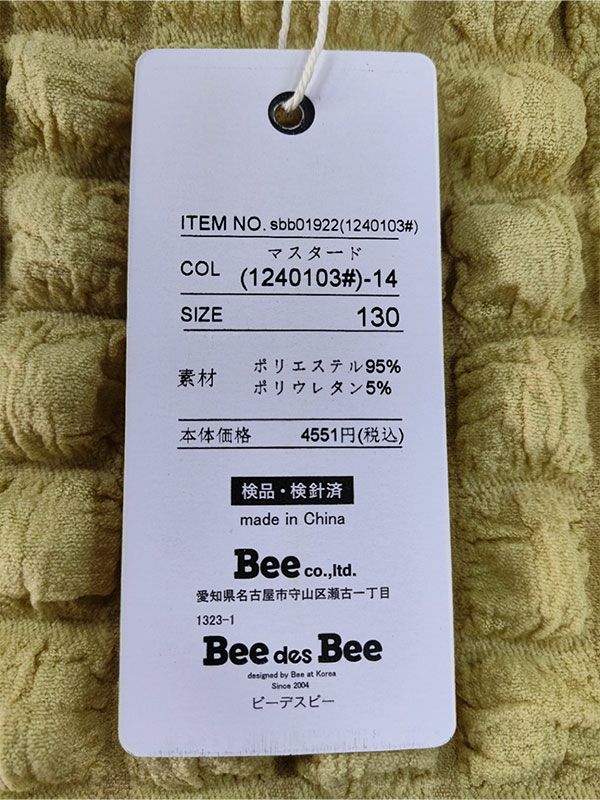 ITEM NO. sbb01922(1240103#)
マスタード
COL (1240103#)-14
SIZE 130
素材 ポリエステル95%
ポリウレタン5%
本体価格 4551円(税込)
検品・検針済
made in China
Bee co.,ltd.
愛知県名古屋市守山区瀬古一丁目
1323-1
Bee des Bee
designed by Bee at Korea
Since 2004
ビーデスビー